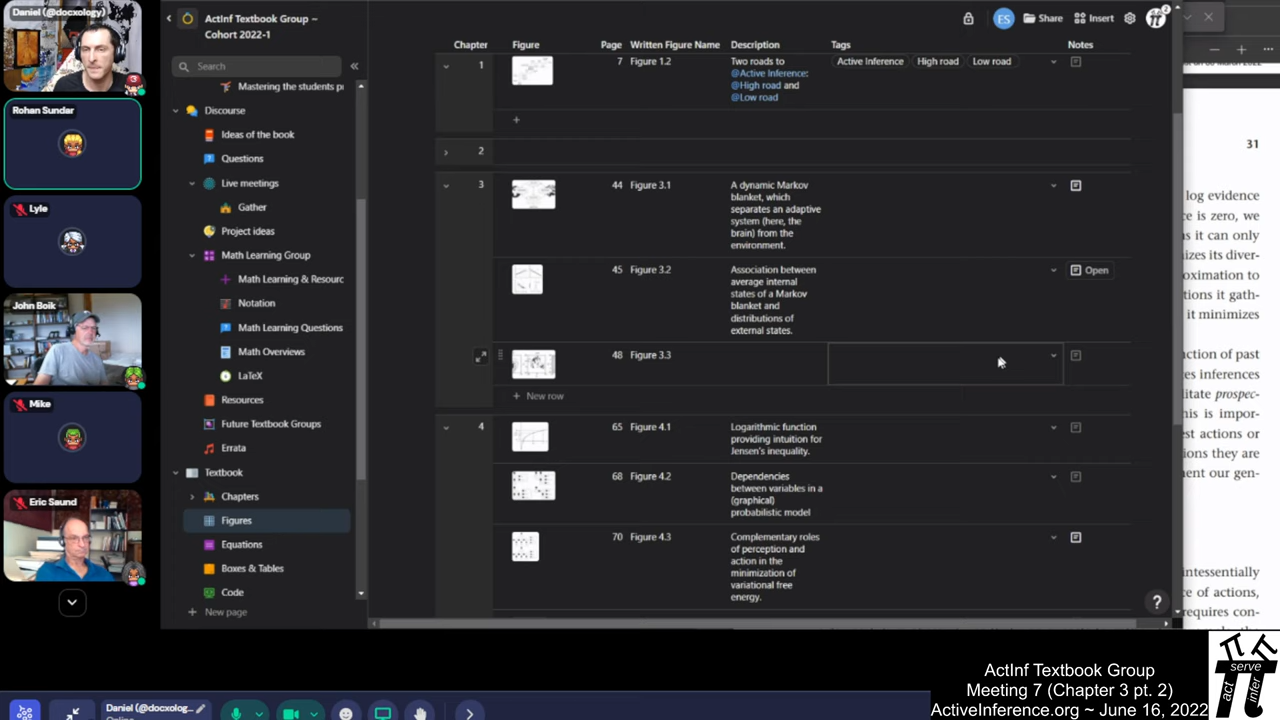 Daniel (@docxology)
Rohan Sundar
Lyle
John Boik
Mike
Eric Saund
ActInf Textbook Group ~
Cohort 2022-1
Search
Mastering the students pr
Discourse
Ideas of the book
Questions
Live meetings
Gather
Project ideas
Math Learning Group
Math Learning & Resourc
Notation
Math Learning Questions
Math Overviews
LaTeX
Resources
Future Textbook Groups
Errata
Textbook
Chapters
Figures
Equations
Boxes & Tables
Code
New page
ES
Share
Insert
2
Chapter Figure Page Written Figure Name Description Tags Notes
1 7 Figure 1.2 Two roads to Active Inference High road Low road
@Active Inference:
@High road and
@Low road
2
3 44 Figure 3.1 A dynamic Markov
blanket, which
separates an adaptive
system (here, the
brain) from the
environment.
45 Figure 3.2 Association between Open
average internal
states of a Markov
blanket and
distributions of
external states.
48 Figure 3.3
New row
4 65 Figure 4.1 Logarithmic function
providing intuition for
Jensen's inequality.
68 Figure 4.2 Dependencies
between variables in a
(graphical)
probabilistic model
70 Figure 4.3 Complementary roles
of perception and
action in the
minimization of
variational free
energy.
?
31
log evidence
ce is zero, we
as it can only
izes its diver-
oximation to
tions it gath-
it minimizes
action of past
es inferences
litate prospec-
his is impor-
est actions or
ions they are
ent our gen-
intessentially
ce of actions,
requires con-
Daniel (@docxolog...
Online
ActInf Textbook Group
Meeting 7 (Chapter 3 pt. 2)
ActiveInference.org ~ June 16, 2022
act
serve
infer